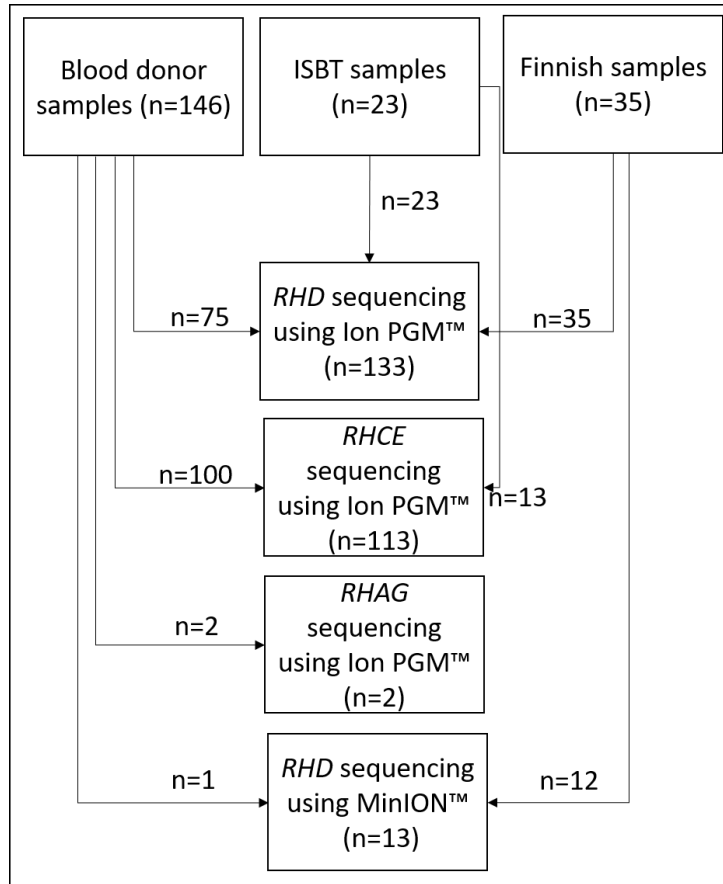 Blood donor
samples (n=146)
ISBT samples
(n=23)
Finnish samples
(n=35)
n=23
RHD sequencing
using Ion PGM™
(n=133)
n=75
n=35
RHCE
sequencing
using Ion PGM™
(n=113)
n=100
n=13
RHAG
sequencing
using Ion PGM™
(n=2)
n=2
RHD sequencing
using MinION™
(n=13)
n=1
n=12